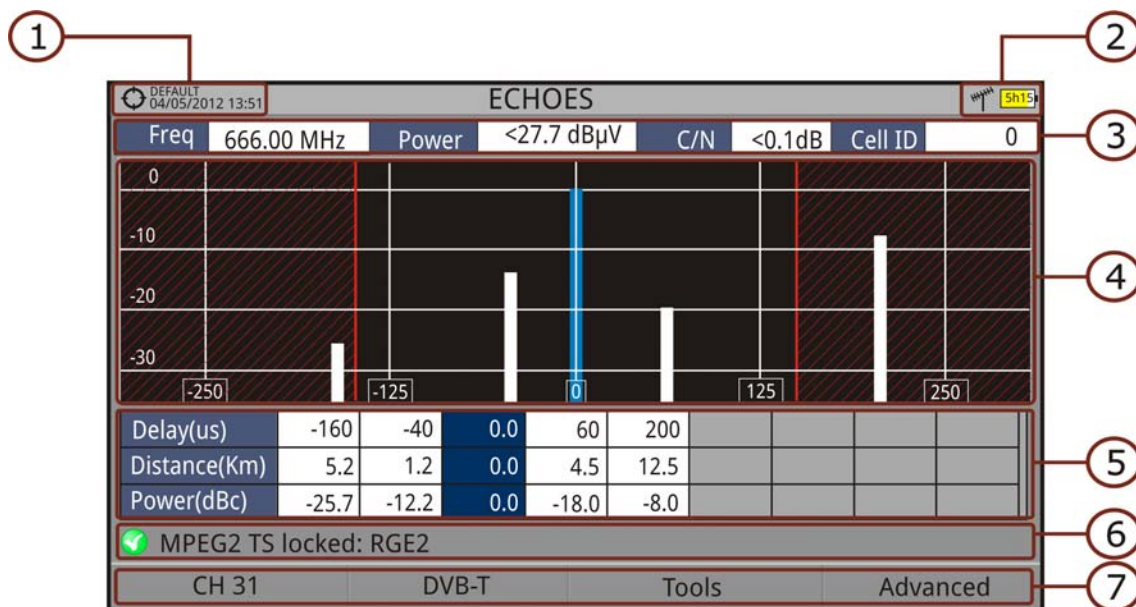 1
2
DEFAULT
04/05/2012 13:51
ECHOES
5h15
Freq 666.00 MHz Power <27.7 dBµV C/N <0.1dB Cell ID 0
3
0
-10
-20
-30
-250 -125 0 125 250
4
Delay(us) -160 -40 0.0 60 200
Distance(Km) 5.2 1.2 0.0 4.5 12.5
Power(dBc) -25.7 -12.2 0.0 -18.0 -8.0
5
MPEG2 TS locked: RGE2
6
CH 31 DVB-T Tools Advanced
7